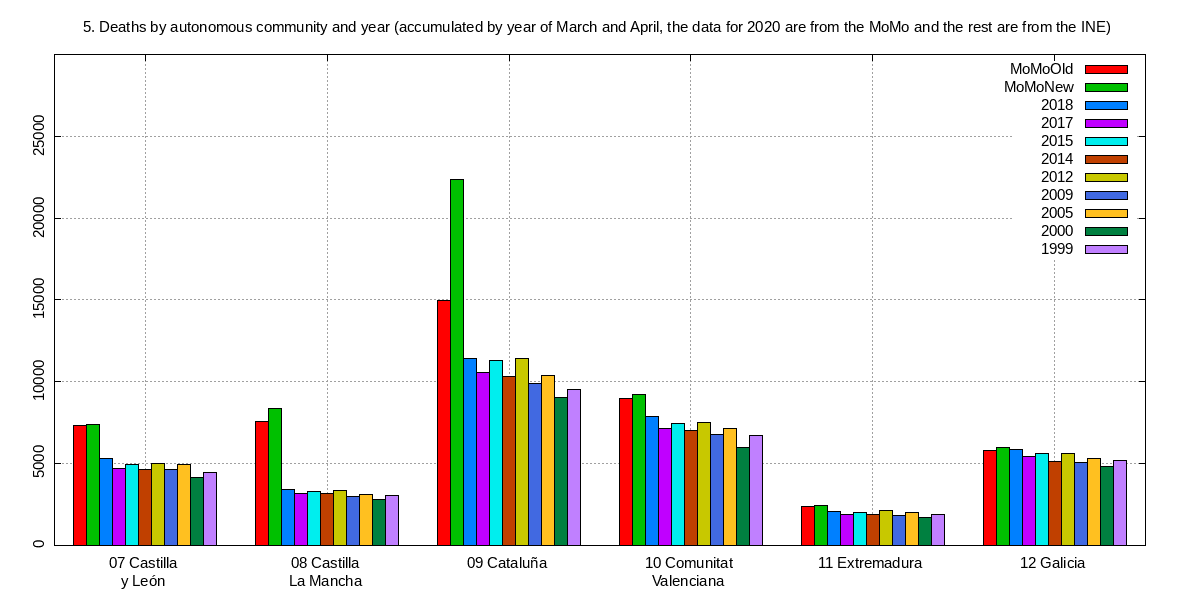 5. Deaths by autonomous community and year (accumulated by year of March and April, the data for 2020 are from the MoMo and the rest are from the INE)
MoMoOld
MoMoNew
2018
2017
2015
2014
2012
2009
2005
2000
1999
25000
20000
15000
10000
5000
0
07 Castilla
y León
08 Castilla
La Mancha
09 Cataluña
10 Comunitat
Valenciana
11 Extremadura
12 Galicia